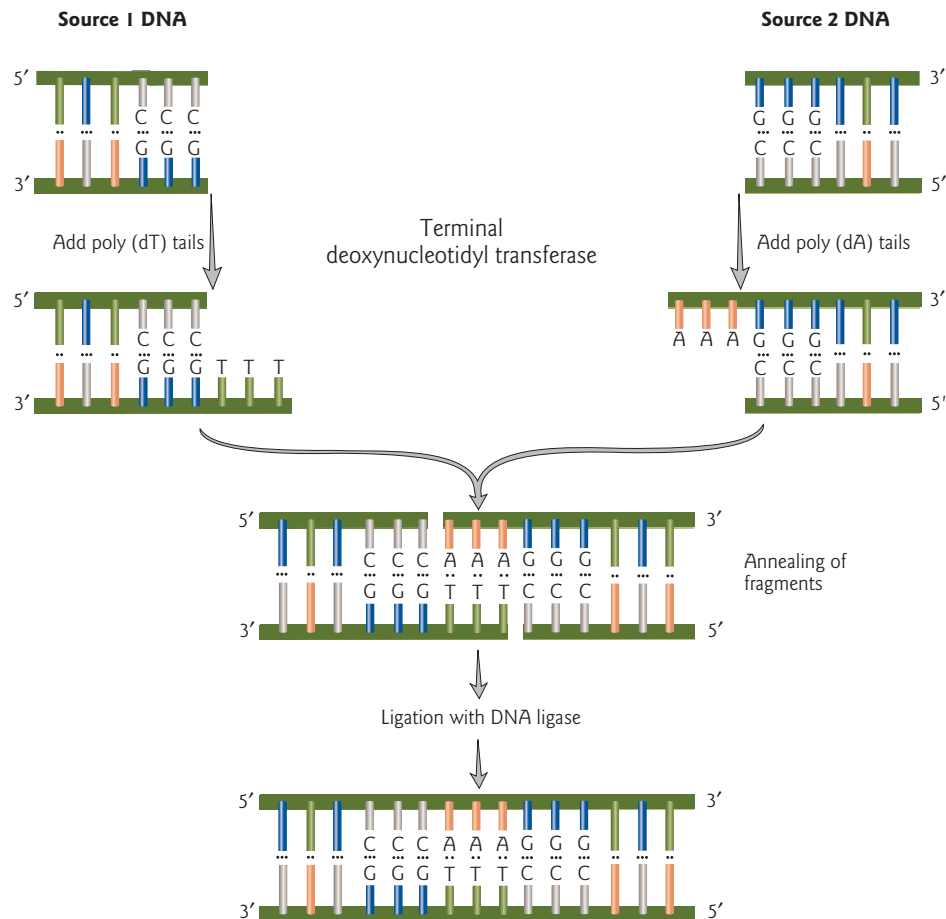 Source 1 DNA
Source 2 DNA
5′
3′
C C C
G G G
G G G
C C C
3′
5′
Add poly (dT) tails
Terminal
deoxynucleotidyl transferase
Add poly (dA) tails
5′
3′
C C C
A A A G G G
G G G T T T
C C C
3′
5'
5′
3′
C C C A A A G G G
G G G T T T C C C
3′
5′
Annealing of
fragments
Ligation with DNA ligase
5′
3′
C C C A A A G G G
G G G T T T C C C
3′
5′